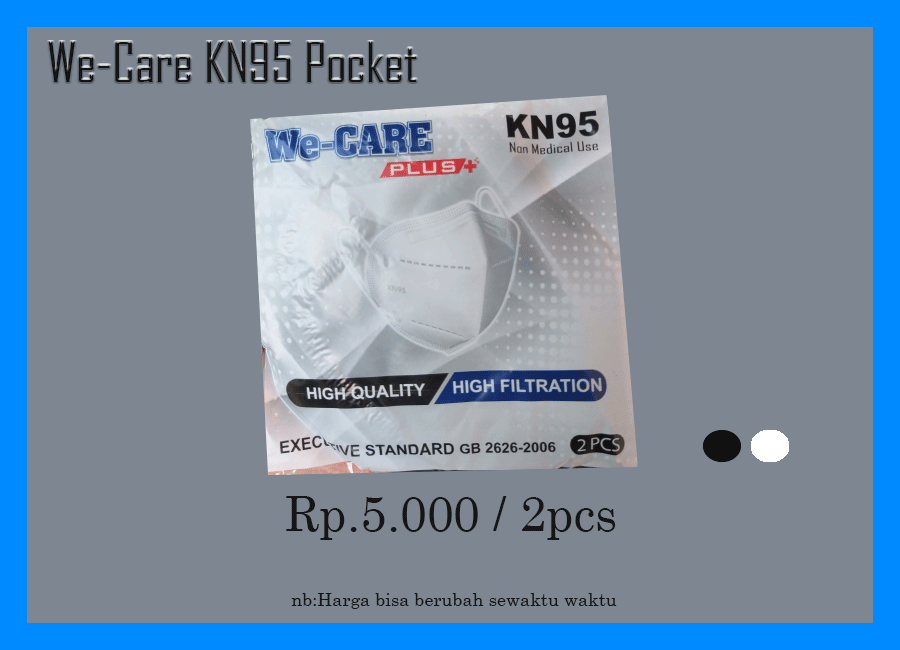 We-Care KN95 Pocket
We-CARE
PLUS+
KN95
Non Medical Use
KN95
HIGH QUALITY
HIGH FILTRATION
STANDARD GB 2626-2006
2 PCS
Rp.5.000 / 2pcs
nb:Harga bisa berubah sewaktu waktu